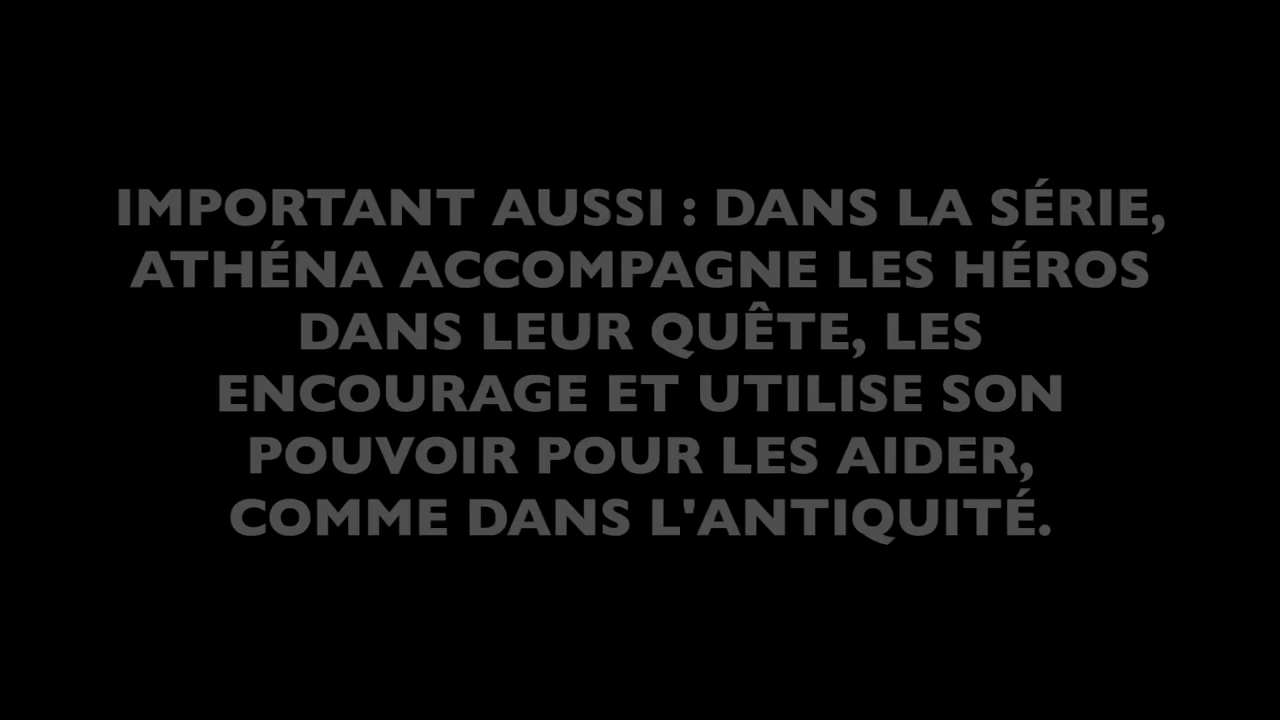 IMPORTANT AUSSI : DANS LA SÉRIE,
ATHÉNA ACCOMPAGNE LES HÉROS
DANS LEUR QUÊTE, LES
ENCOURAGE ET UTILISE SON
POUVOIR POUR LES AIDER,
COMME DANS L'ANTIQUITÉ.